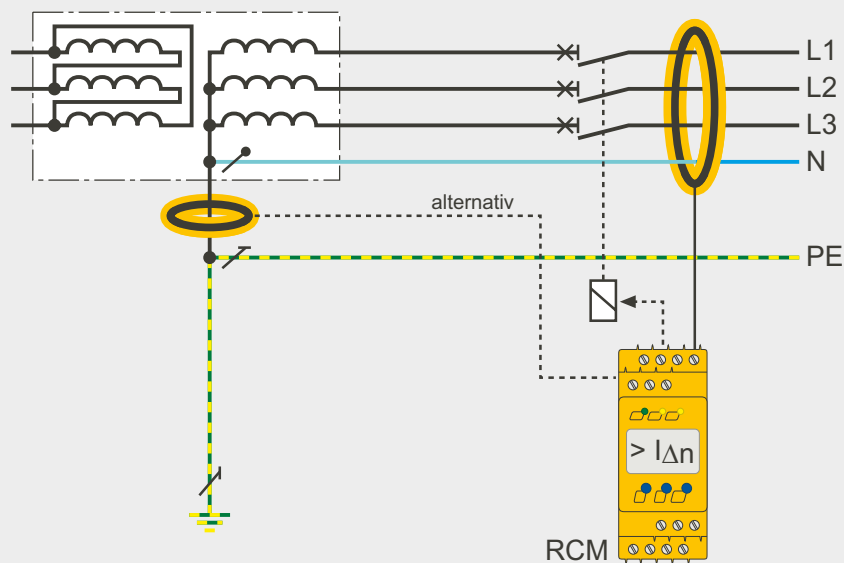 L1
L2
L3
N
alternativ
PE
> IΔn
RCM